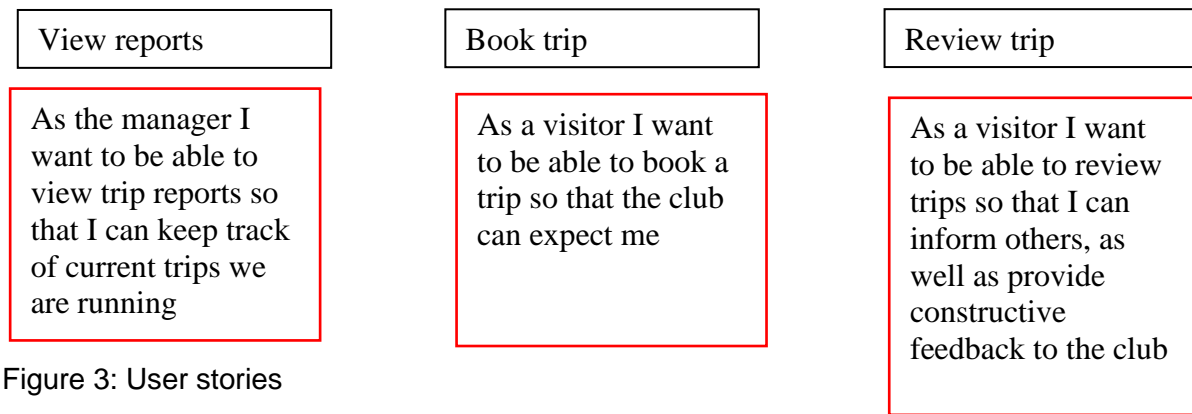 View reports
As the manager I
want to be able to
view trip reports so
that I can keep track
of current trips we
are running
Book trip
As a visitor I want
to be able to book a
trip so that the club
can expect me
Review trip
As a visitor I want
to be able to review
trips so that I can
inform others, as
well as provide
constructive
feedback to the club
Figure 3: User stories